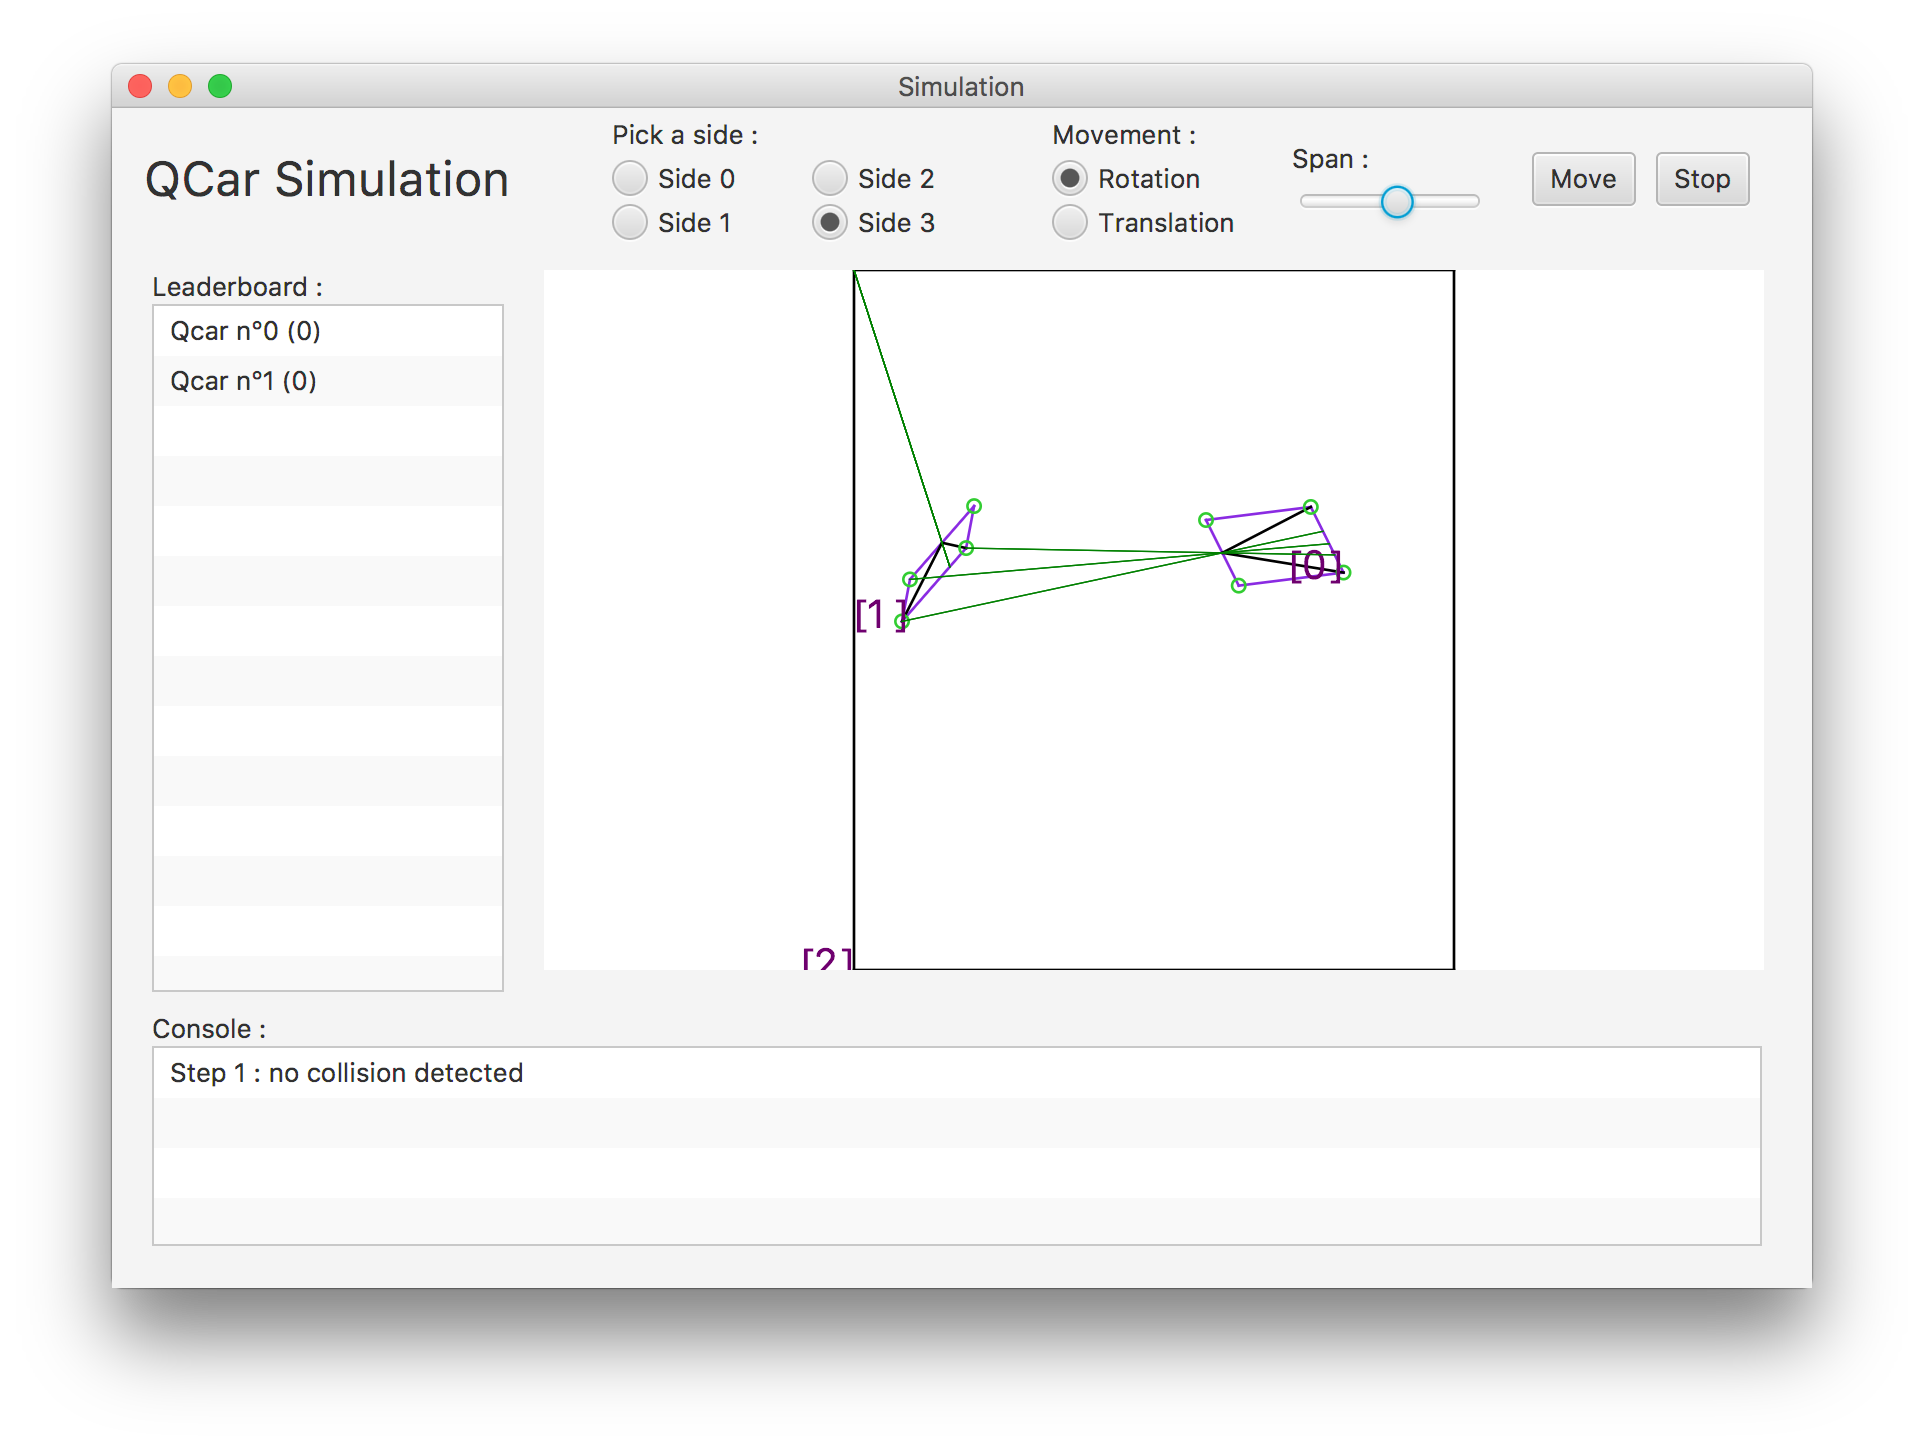 Simulation
QCar Simulation
Pick a side :
Side 0
Side 2
Side 1
Side 3
Movement :
Rotation
Translation
Span :
Move
Stop
Leaderboard :
Qcar n°0 (0)
Qcar n°1 (0)
[0]
[1 ]
[2]
Console :
Step 1 : no collision detected